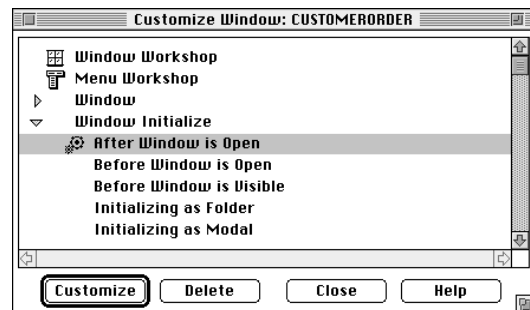 Customize Window: CUSTOMERORDER
Window Workshop
Menu Workshop
Window
Window Initialize
After Window is Open
Before Window is Open
Before Window is Visible
Initializing as Folder
Initializing as Modal
Customize Delete Close Help